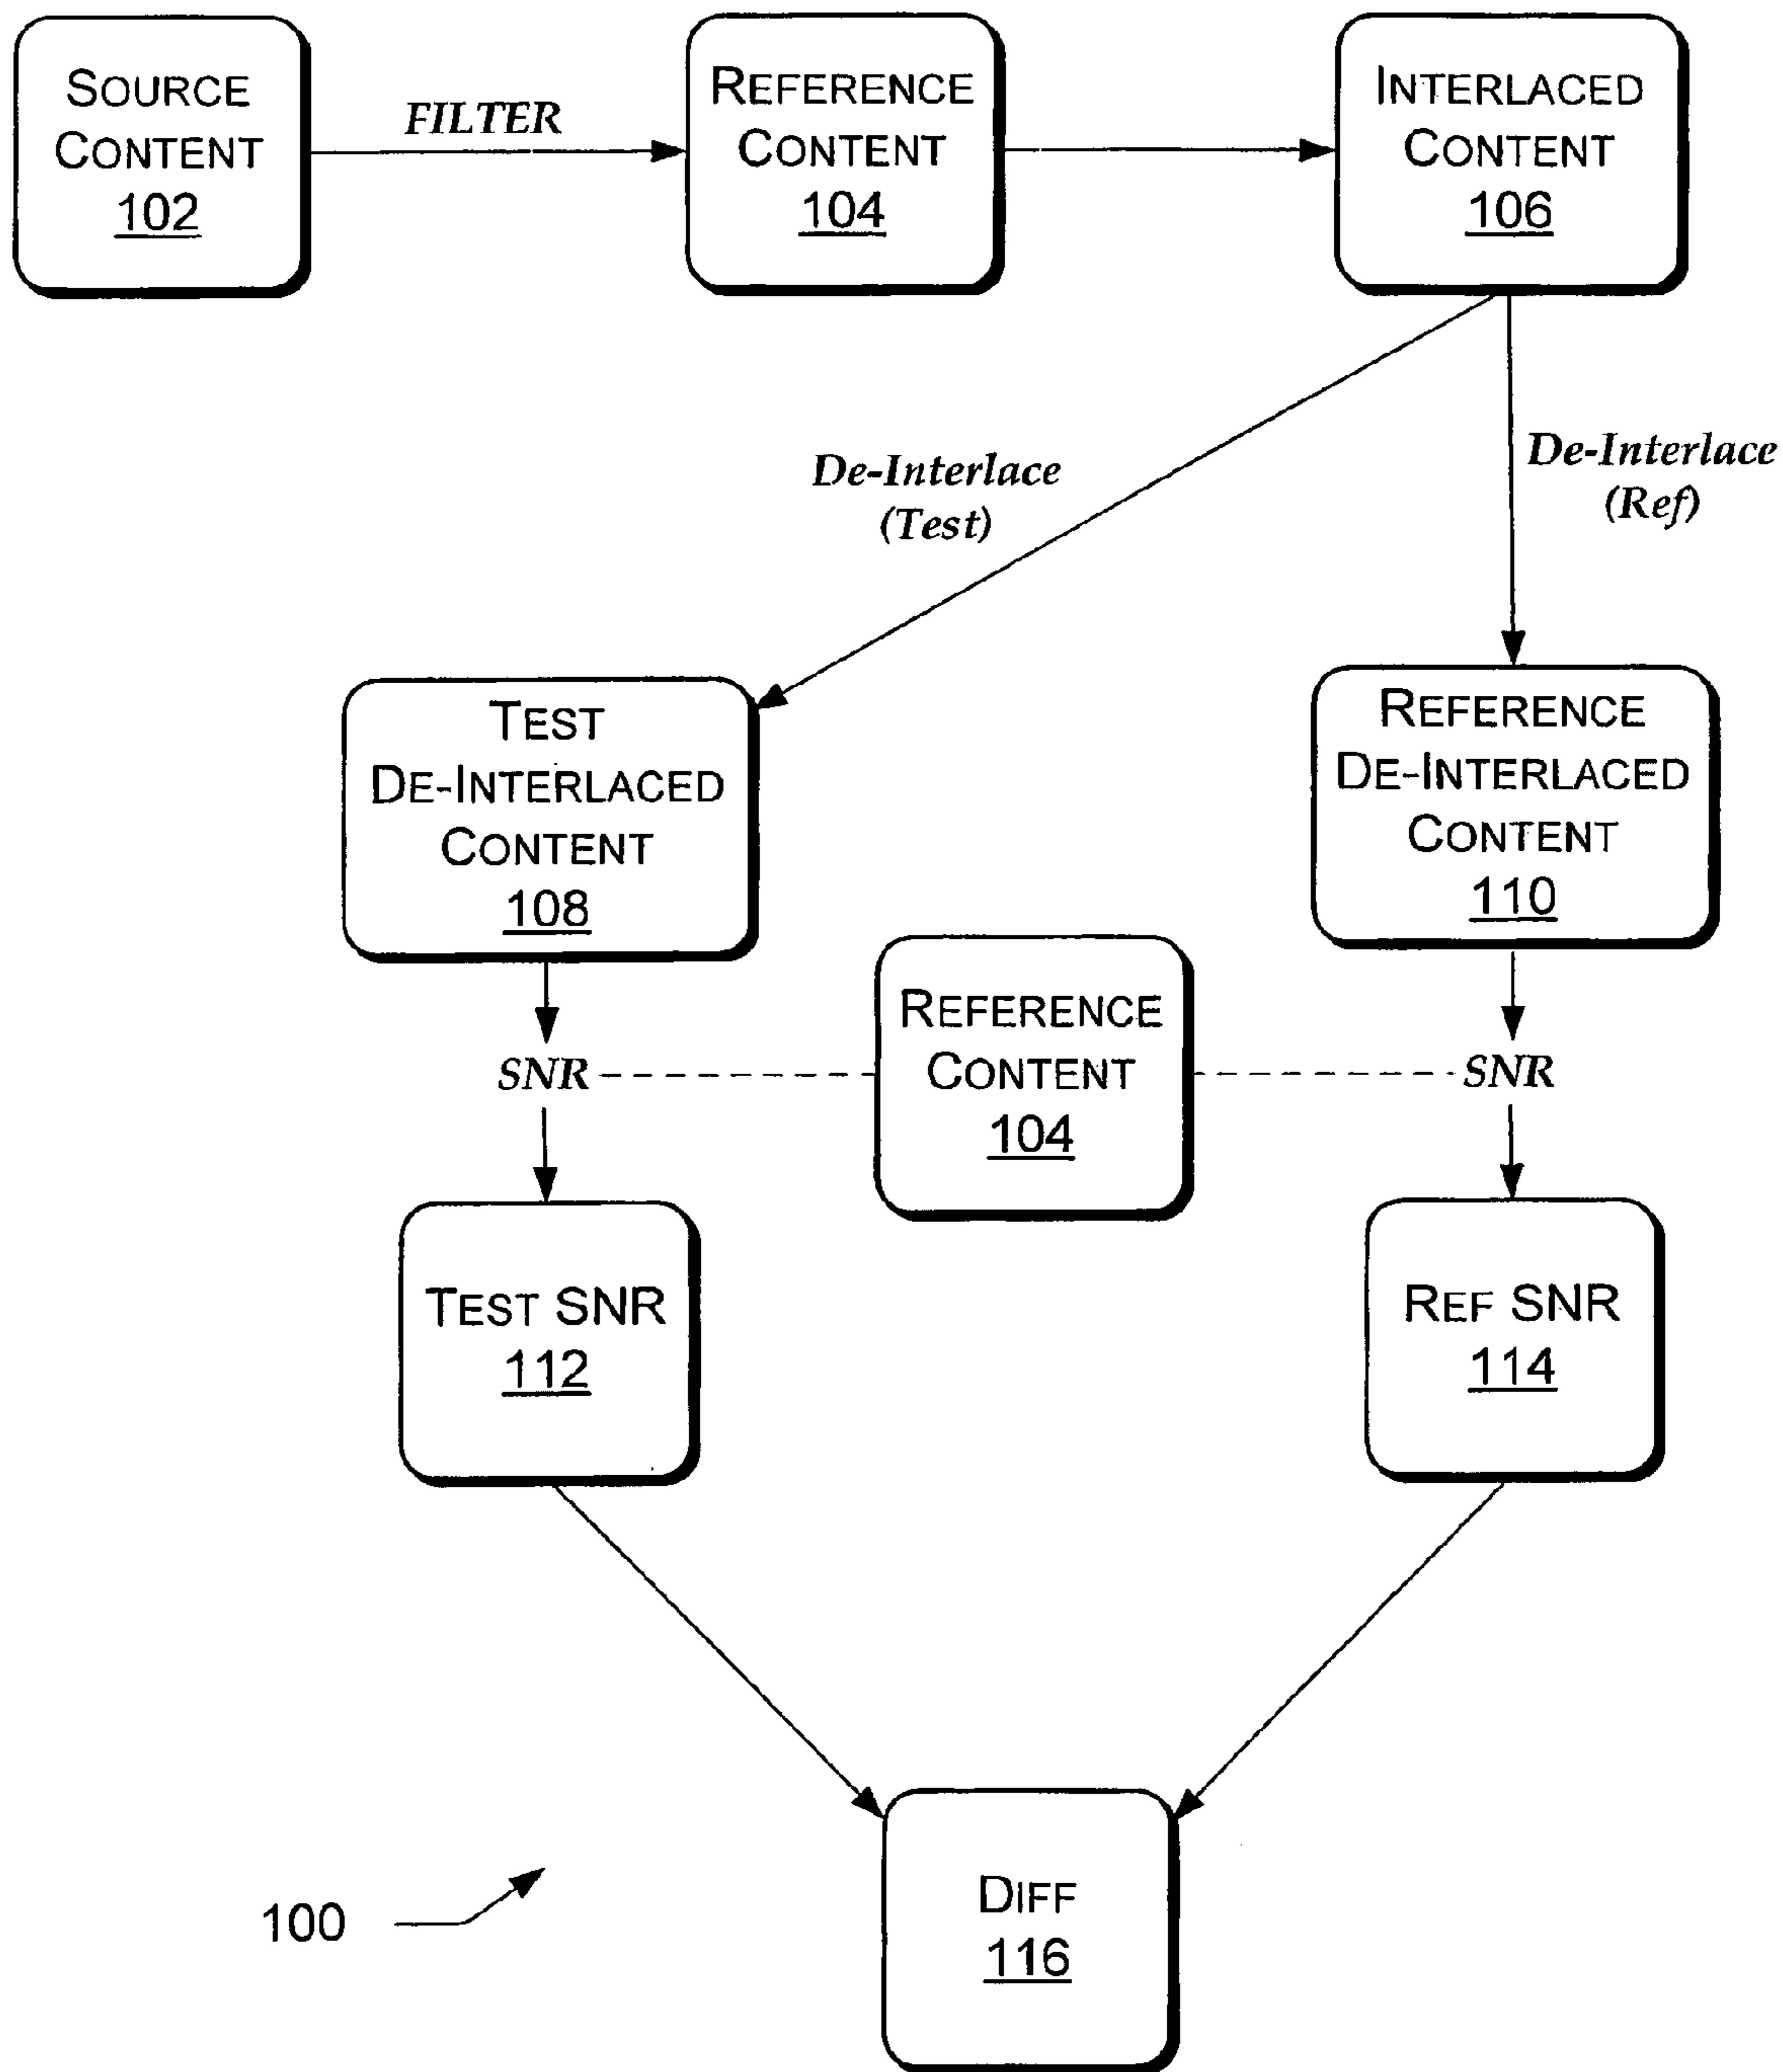 SOURCE
CONTENT
102
FILTER
REFERENCE
CONTENT
104
INTERLACED
CONTENT
106
De-Interlace
(Test)
De-Interlace
(Ref)
TEST
DE-INTERLACED
CONTENT
108
REFERENCE
DE-INTERLACED
CONTENT
110
SNR
REFERENCE
CONTENT
104
SNR
TEST SNR
112
REF SNR
114
100
DIFF
116